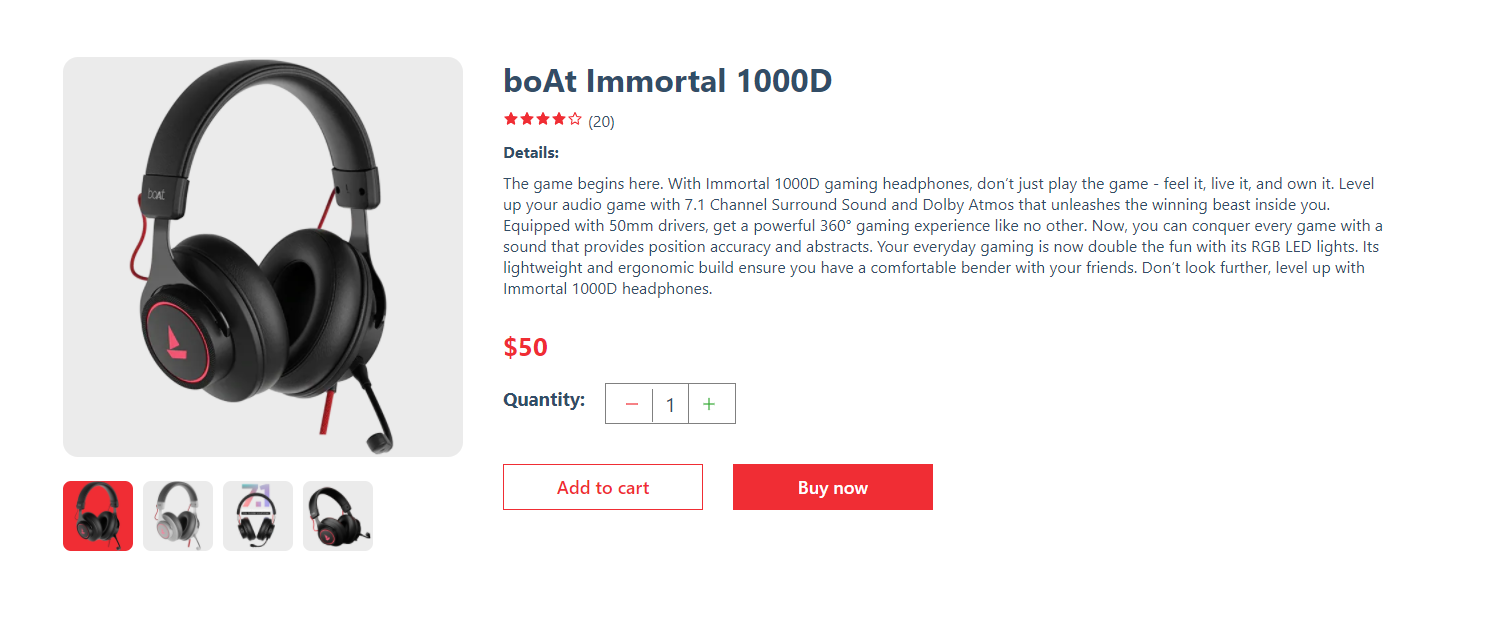 boAt
boAt Immortal 1000D
(20)
Details:
The game begins here. With Immortal 1000D gaming headphones, don’t just play the game - feel it, live it, and own it. Level
up your audio game with 7.1 Channel Surround Sound and Dolby Atmos that unleashes the winning beast inside you.
Equipped with 50mm drivers, get a powerful 360° gaming experience like no other. Now, you can conquer every game with a
sound that provides position accuracy and abstracts. Your everyday gaming is now double the fun with its RGB LED lights. Its
lightweight and ergonomic build ensure you have a comfortable bender with your friends. Don’t look further, level up with
Immortal 1000D headphones.
$50
Quantity:
− 1 +
Add to cart
Buy now
7.1